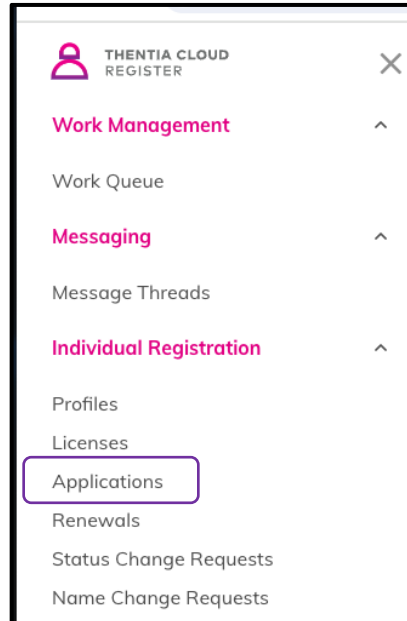 THENTIA CLOUD
REGISTER
Work Management
Work Queue
Messaging
Message Threads
Individual Registration
Profiles
Licenses
Applications
Renewals
Status Change Requests
Name Change Requests